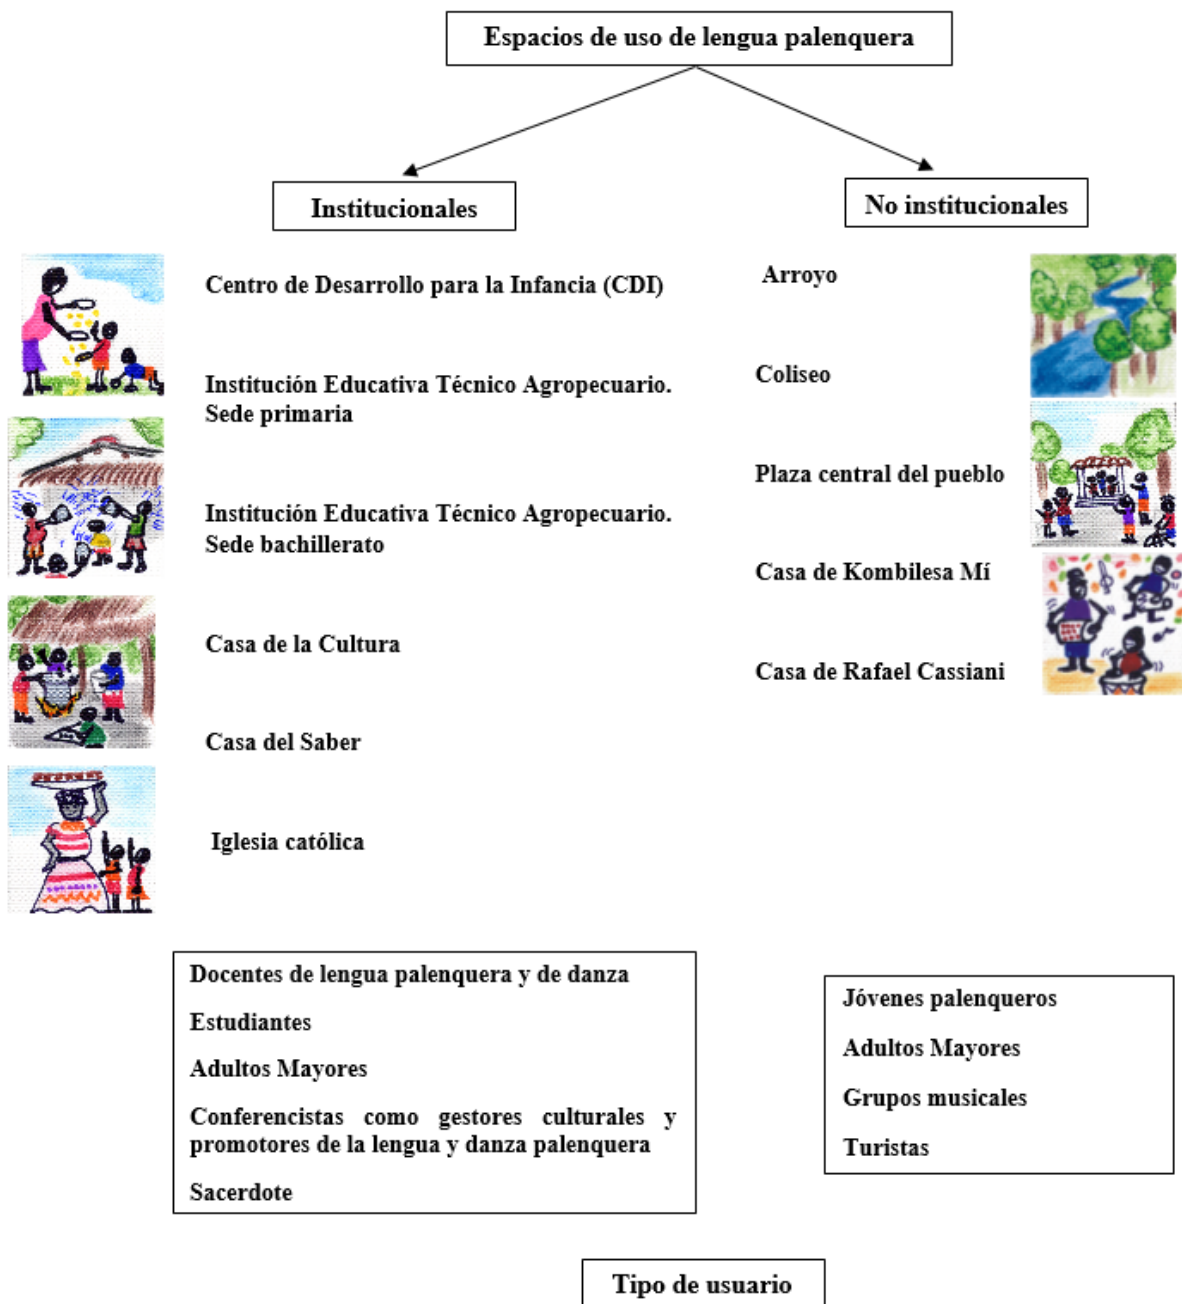 Espacios de uso de lengua palenquera
Institucionales
No institucionales
Centro de Desarrollo para la Infancia (CDI)
Institución Educativa Técnico Agropecuario.
Sede primaria
Institución Educativa Técnico Agropecuario.
Sede bachillerato
Casa de la Cultura
Casa del Saber
Iglesia católica
Arroyo
Coliseo
Plaza central del pueblo
Casa de Kombilesa Mí
Casa de Rafael Cassiani
Docentes de lengua palenquera y de danza
Estudiantes
Adultos Mayores
Conferencistas como gestores culturales y
promotores de la lengua y danza palenquera
Sacerdote
Jóvenes palenqueros
Adultos Mayores
Grupos musicales
Turistas
Tipo de usuario